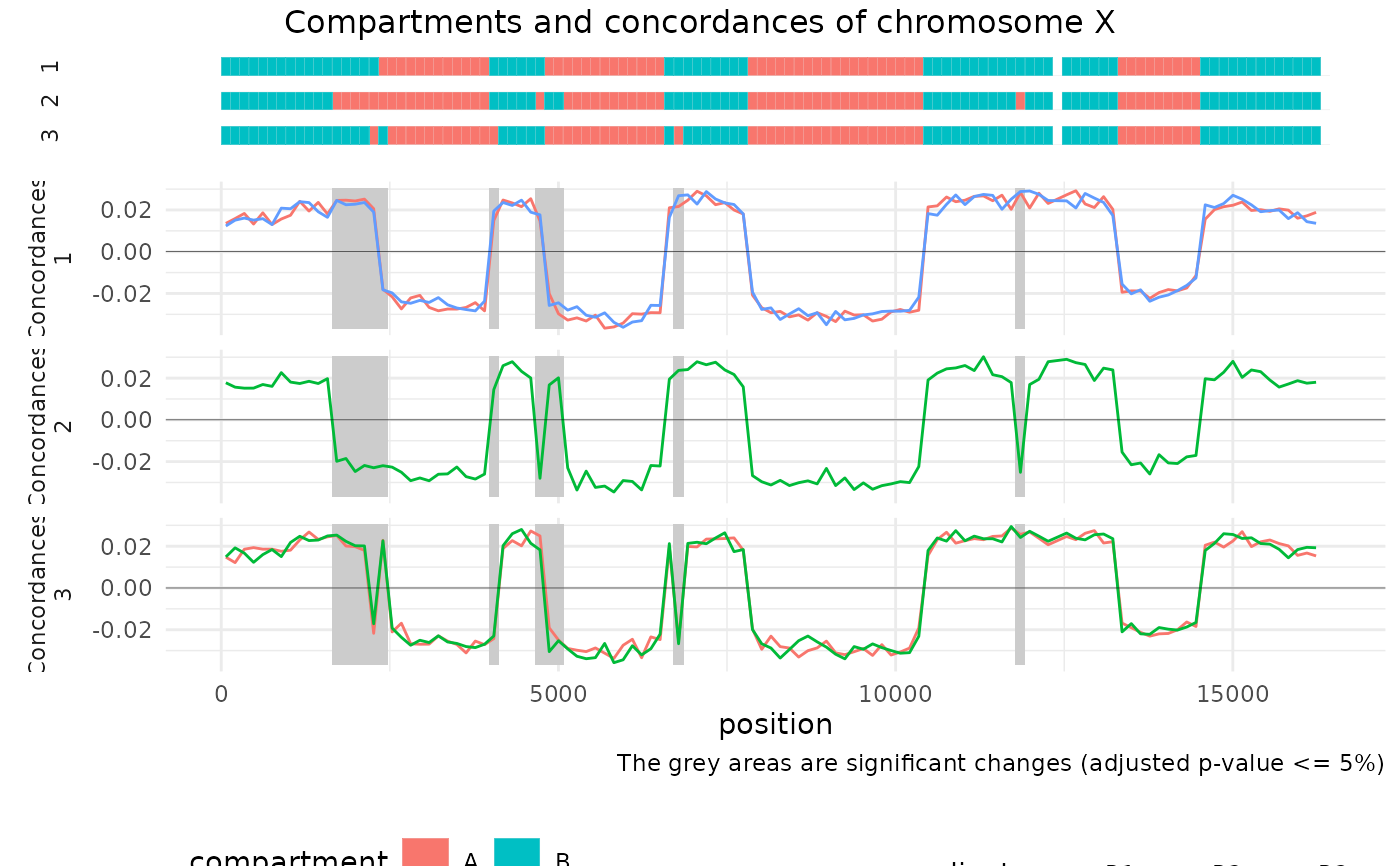 Compartments and concordances of chromosome X
1
2
3
Concordances
1
0.02
0.00
-0.02
Concordances
2
0.02
0.00
-0.02
Concordances
3
0.02
0.00
-0.02
0 5000 10000 15000
position
The grey areas are significant changes (adjusted p-value <= 5%)
compartment A B